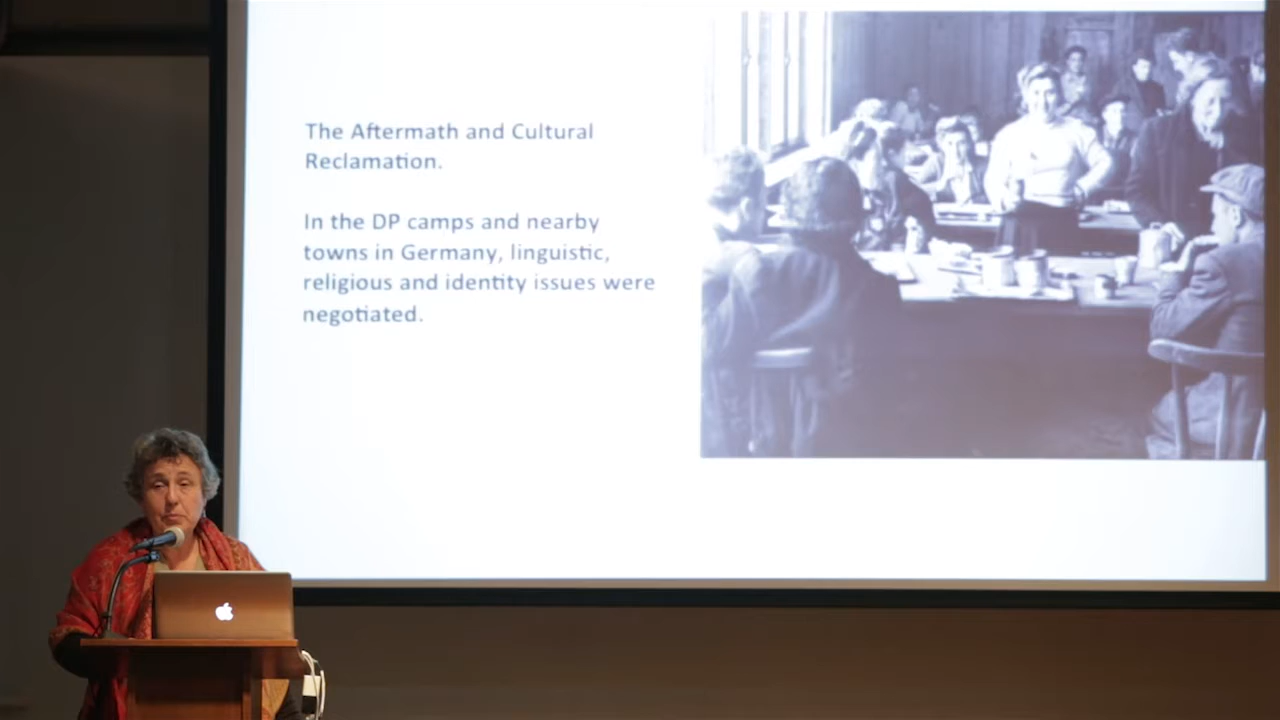 The Aftermath and Cultural
Reclamation.
In the DP camps and nearby
towns in Germany, linguistic,
religious and identity issues were
negotiated.